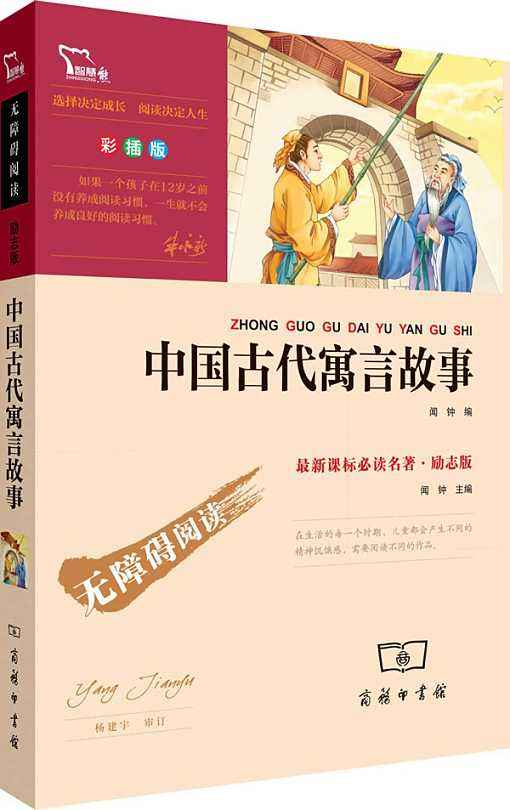 智慧熊
选择决定成长 阅读决定人生
彩插版
如果一个孩子在12岁之前
没有养成阅读习惯,一生就不会
养成良好的阅读习惯。
ZHONG GUO GU DAI YU YAN GU SHI
中国古代寓言故事
闻 钟 编
最新课标必读名著·励志版
闻 钟 主编
在生活的每一个时期,儿童都会产生不同的
精神饥饿感,需要阅读不同的作品。
无障碍阅读
Yang Jianyu
杨建宇 审订
商务印书馆
智慧熊
无障碍阅读
励志版
中国古代寓言故事
商务印书馆